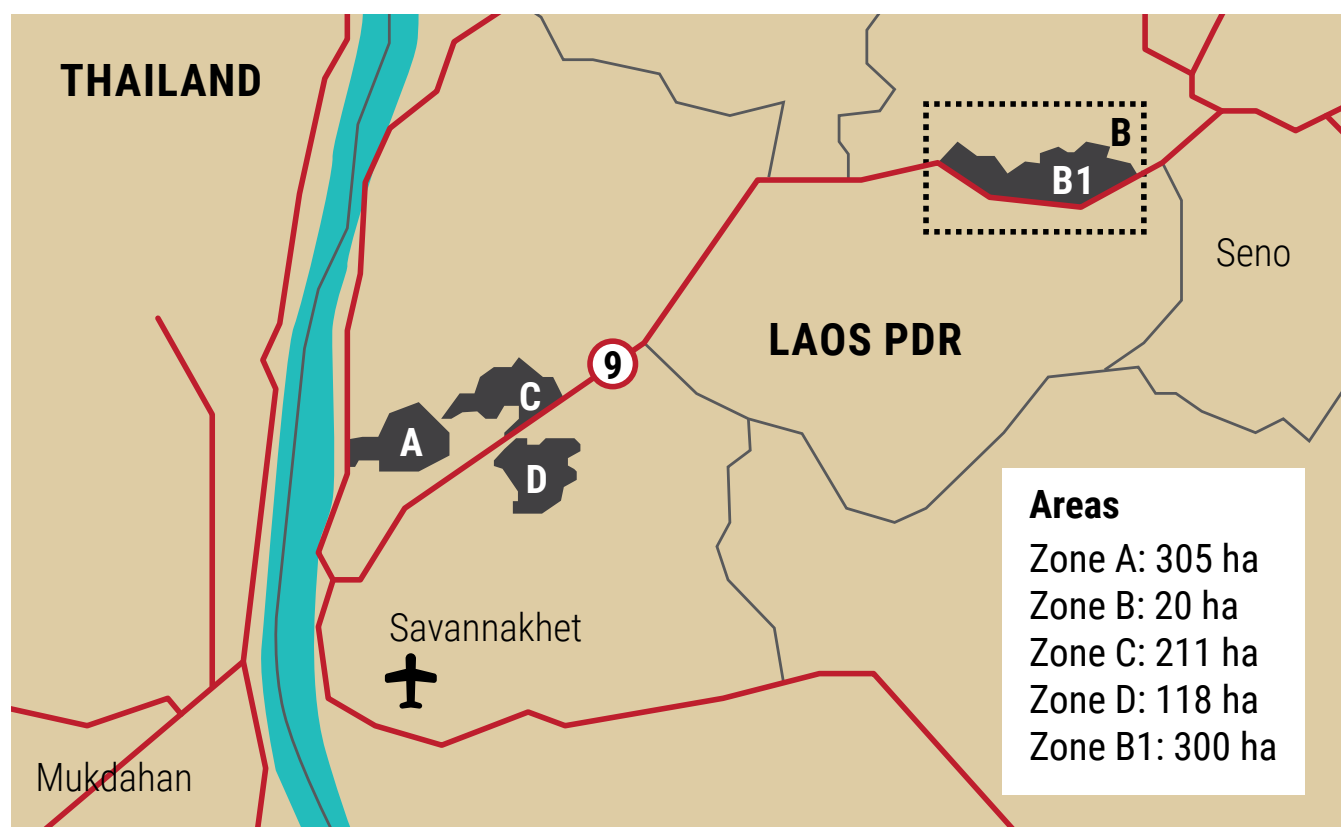 THAILAND
B
B1
Seno
LAOS PDR
9
C
A
D
Savannakhet
Mukdahan
Areas
Zone A: 305 ha
Zone B: 20 ha
Zone C: 211 ha
Zone D: 118 ha
Zone B1: 300 ha